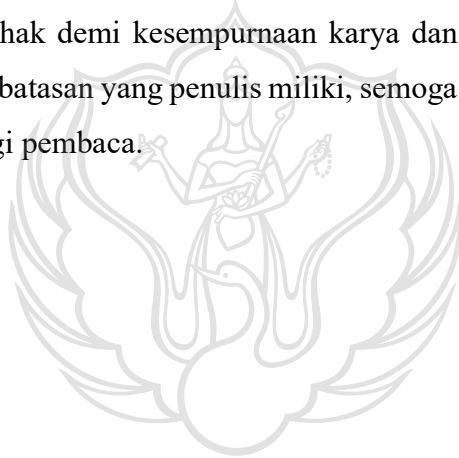 hak demi kesempurnaan karya dan
batasan yang penulis miliki, semoga
gi pembaca.